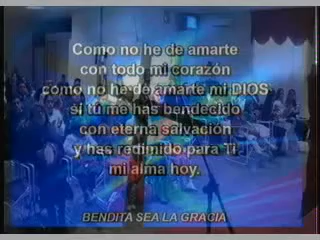 Como no he de amarte
con todo mi corazón
como no he de amarte mi DIOS
si tú me has bendecido
con eterna salvación
y has redimido para Ti
mi alma hoy.
BENDITA SEA LA GRACIA